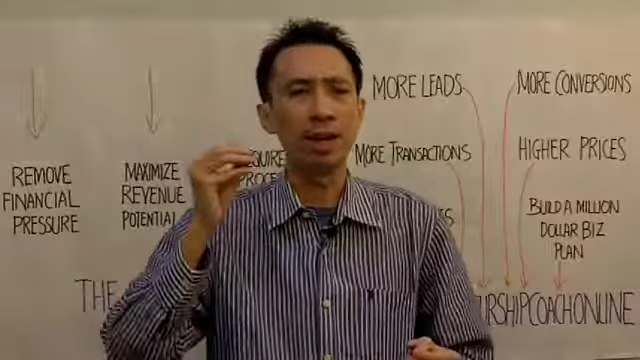 REMOVE
FINANCIAL
PRESSURE
MAXIMIZE
REVENUE
POTENTIAL
MORE LEADS
MORE CONVERSIONS
MORE TRANSACTIONS
HIGHER PRICES
BUILD A MILLION
DOLLAR BIZ
PLAN
THE
RSHIPCOACHONLINE